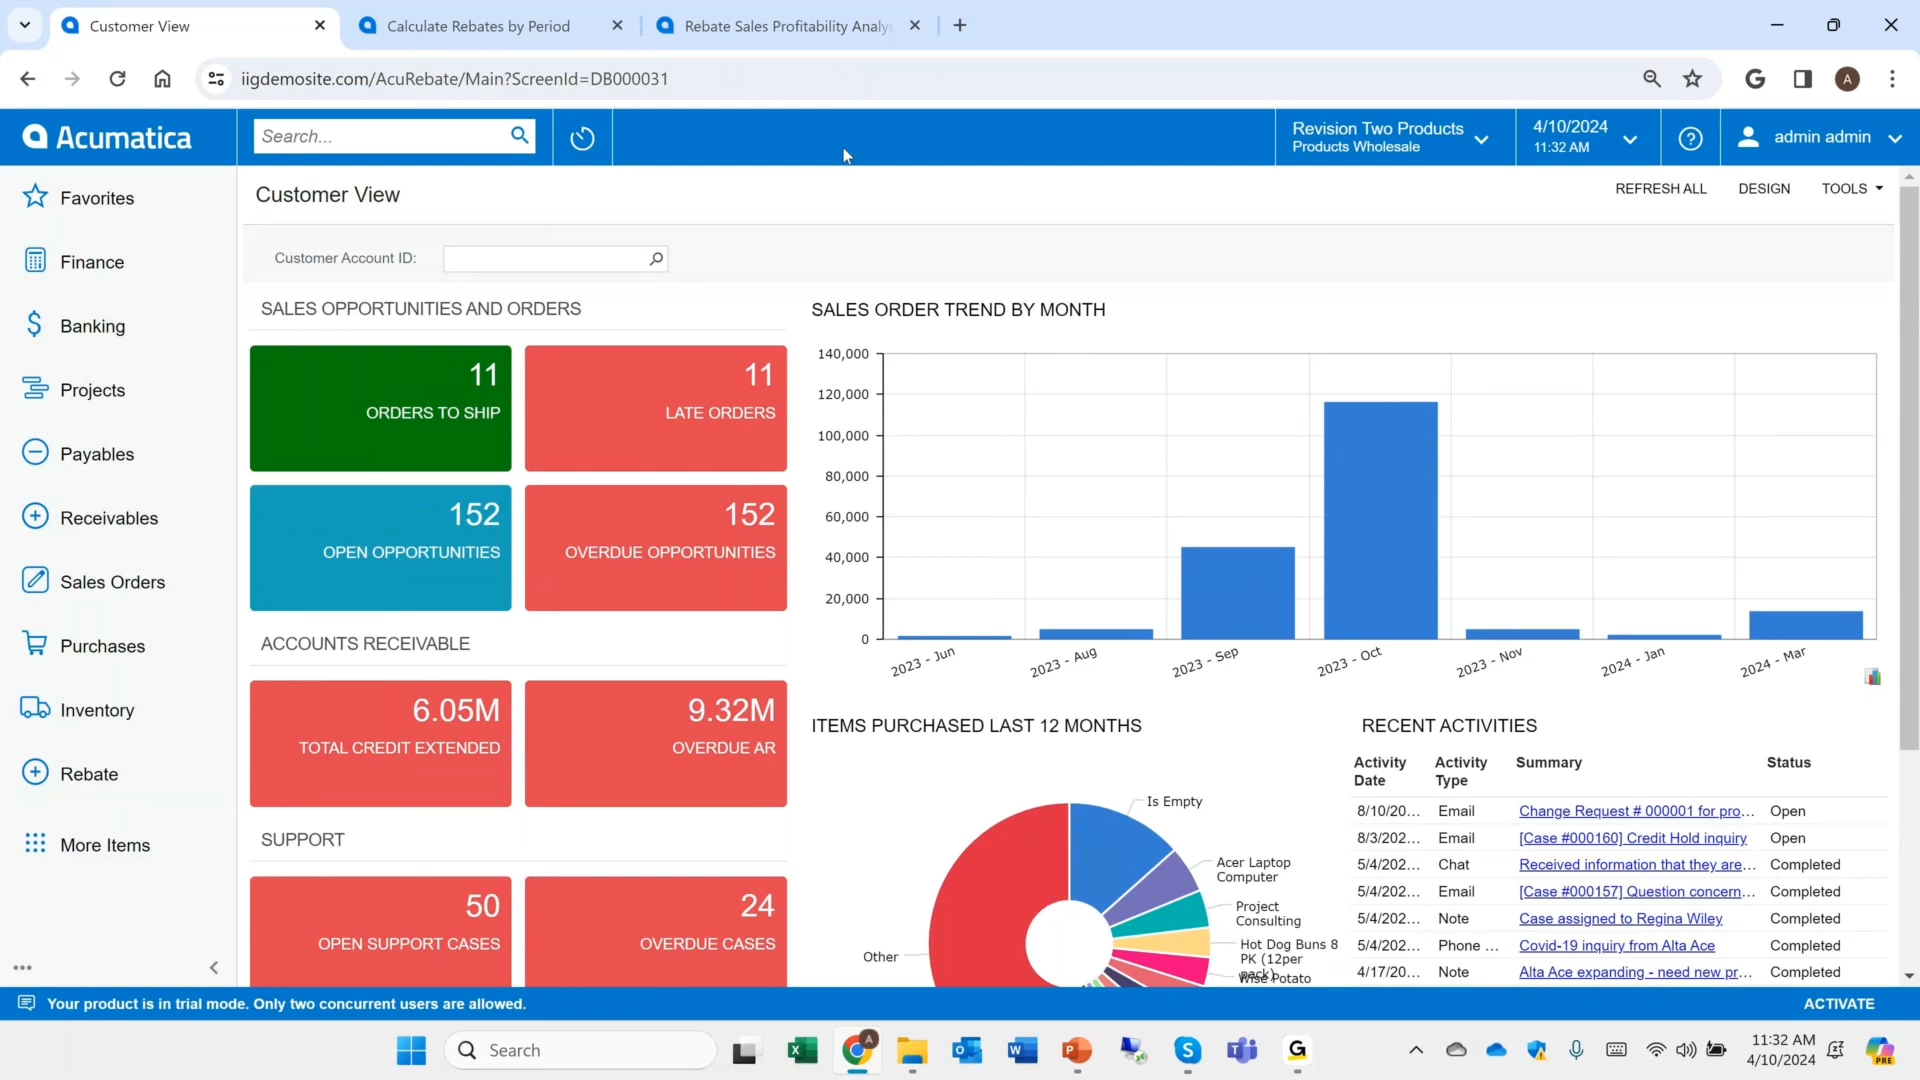 Customer View
Calculate Rebates by Period
Rebate Sales Profitability Analys
iigdemosite.com/AcuRebate/Main?ScreenId=DB000031
A
Acumatica
Search...
Revision Two Products
Products Wholesale
4/10/2024
11:32 AM
admin admin
Favorites
Finance
Banking
Projects
Payables
Receivables
Sales Orders
Purchases
Inventory
Rebate
More Items
Customer View
REFRESH ALL
DESIGN
TOOLS
Customer Account ID:
SALES OPPORTUNITIES AND ORDERS
11
ORDERS TO SHIP
11
LATE ORDERS
152
OPEN OPPORTUNITIES
152
OVERDUE OPPORTUNITIES
ACCOUNTS RECEIVABLE
6.05M
TOTAL CREDIT EXTENDED
9.32M
OVERDUE AR
SUPPORT
50
OPEN SUPPORT CASES
24
OVERDUE CASES
SALES ORDER TREND BY MONTH
140,000
120,000
100,000
80,000
60,000
40,000
20,000
0
2023 - Jun
2023 - Aug
2023 - Sep
2023 - Oct
2023 - Nov
2024 - Jan
2024 - Mar
ITEMS PURCHASED LAST 12 MONTHS
Is Empty
Acer Laptop
Computer
Project
Consulting
Hot Dog Buns 8
PK (12per
pack)
Wise Potato
Other
RECENT ACTIVITIES
Activity Date Activity Type Summary Status
8/10/20... Email Change Request # 000001 for pro... Open
8/3/202... Email [Case #000160] Credit Hold inquiry Open
5/4/202... Chat Received information that they are... Completed
5/4/202... Email [Case #000157] Question concern... Completed
5/4/202... Note Case assigned to Regina Wiley Completed
5/4/202... Phone ... Covid-19 inquiry from Alta Ace Completed
4/17/20... Note Alta Ace expanding - need new pr... Completed
Your product is in trial mode. Only two concurrent users are allowed.
ACTIVATE
Search
11:32 AM
4/10/2024
PRE